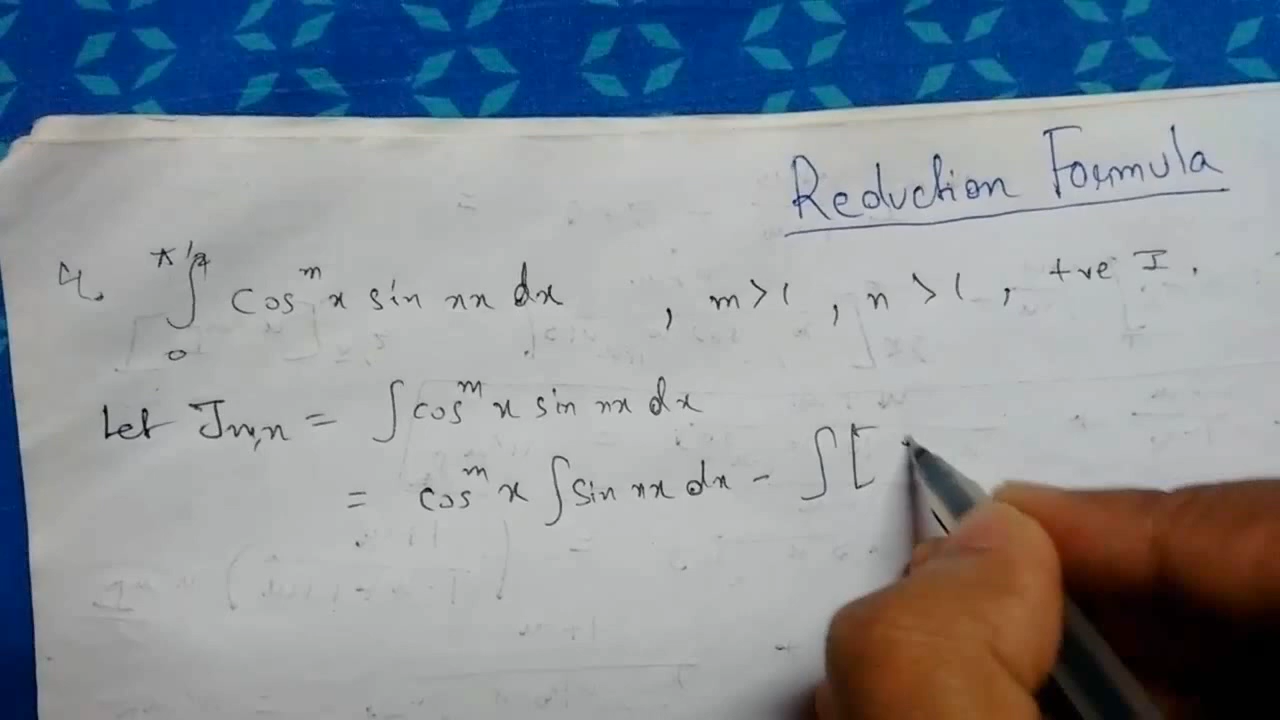 Reduction Formula
4. ∫₀^π/2 cos^m x sin nx dx , m>1 , n>1 , +ve I.
Let J_m,n = ∫ cos^m x sin nx dx
= cos^m x ∫ sin nx dx - ∫ [